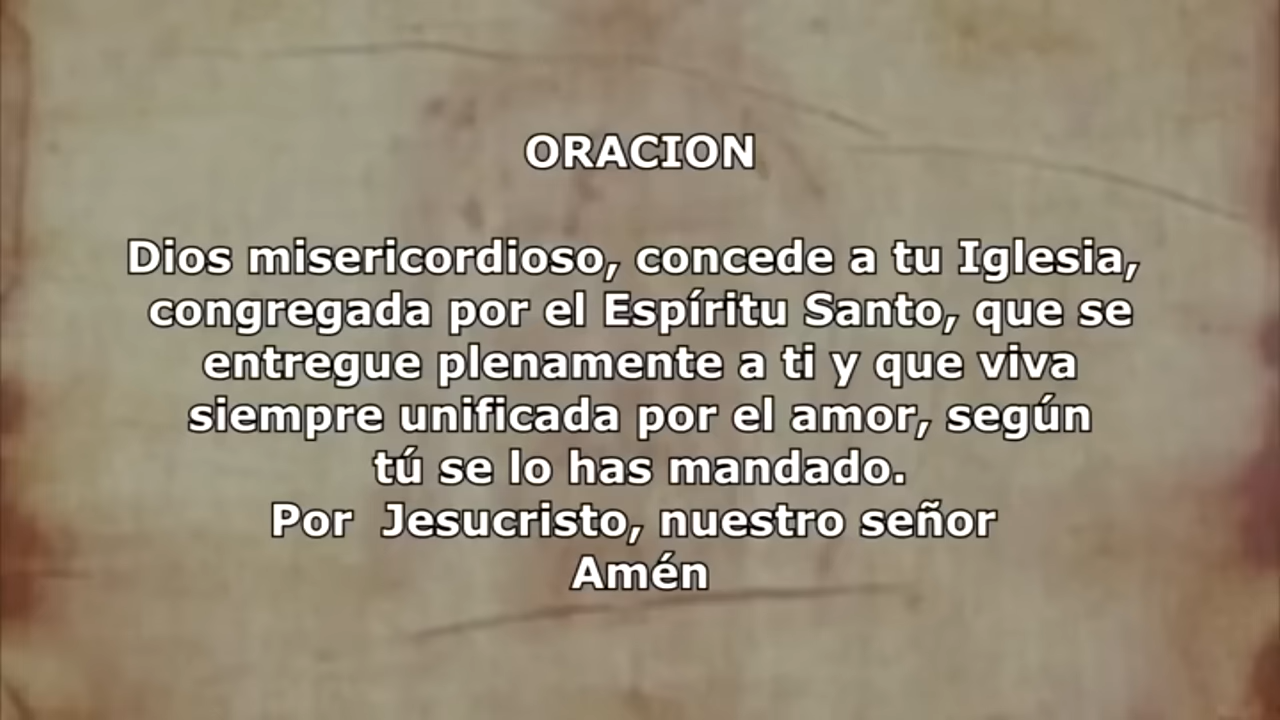 ORACION
Dios misericordioso, concede a tu Iglesia,
congregada por el Espíritu Santo, que se
entregue plenamente a ti y que viva
siempre unificada por el amor, según
tú se lo has mandado.
Por  Jesucristo, nuestro señor
Amén